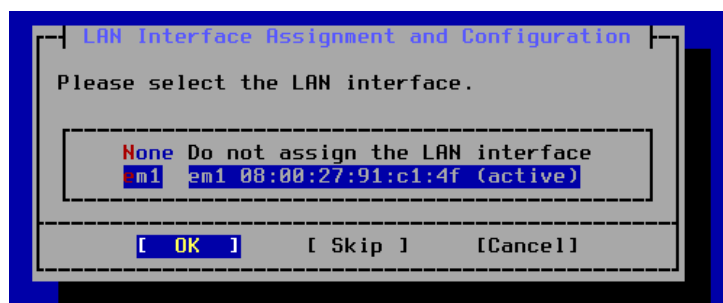 LAN Interface Assignment and Configuration
Please select the LAN interface.
None Do not assign the LAN interface
em1 em1 08:00:27:91:c1:4f (active)
[ OK ] [ Skip ] [Cancel]